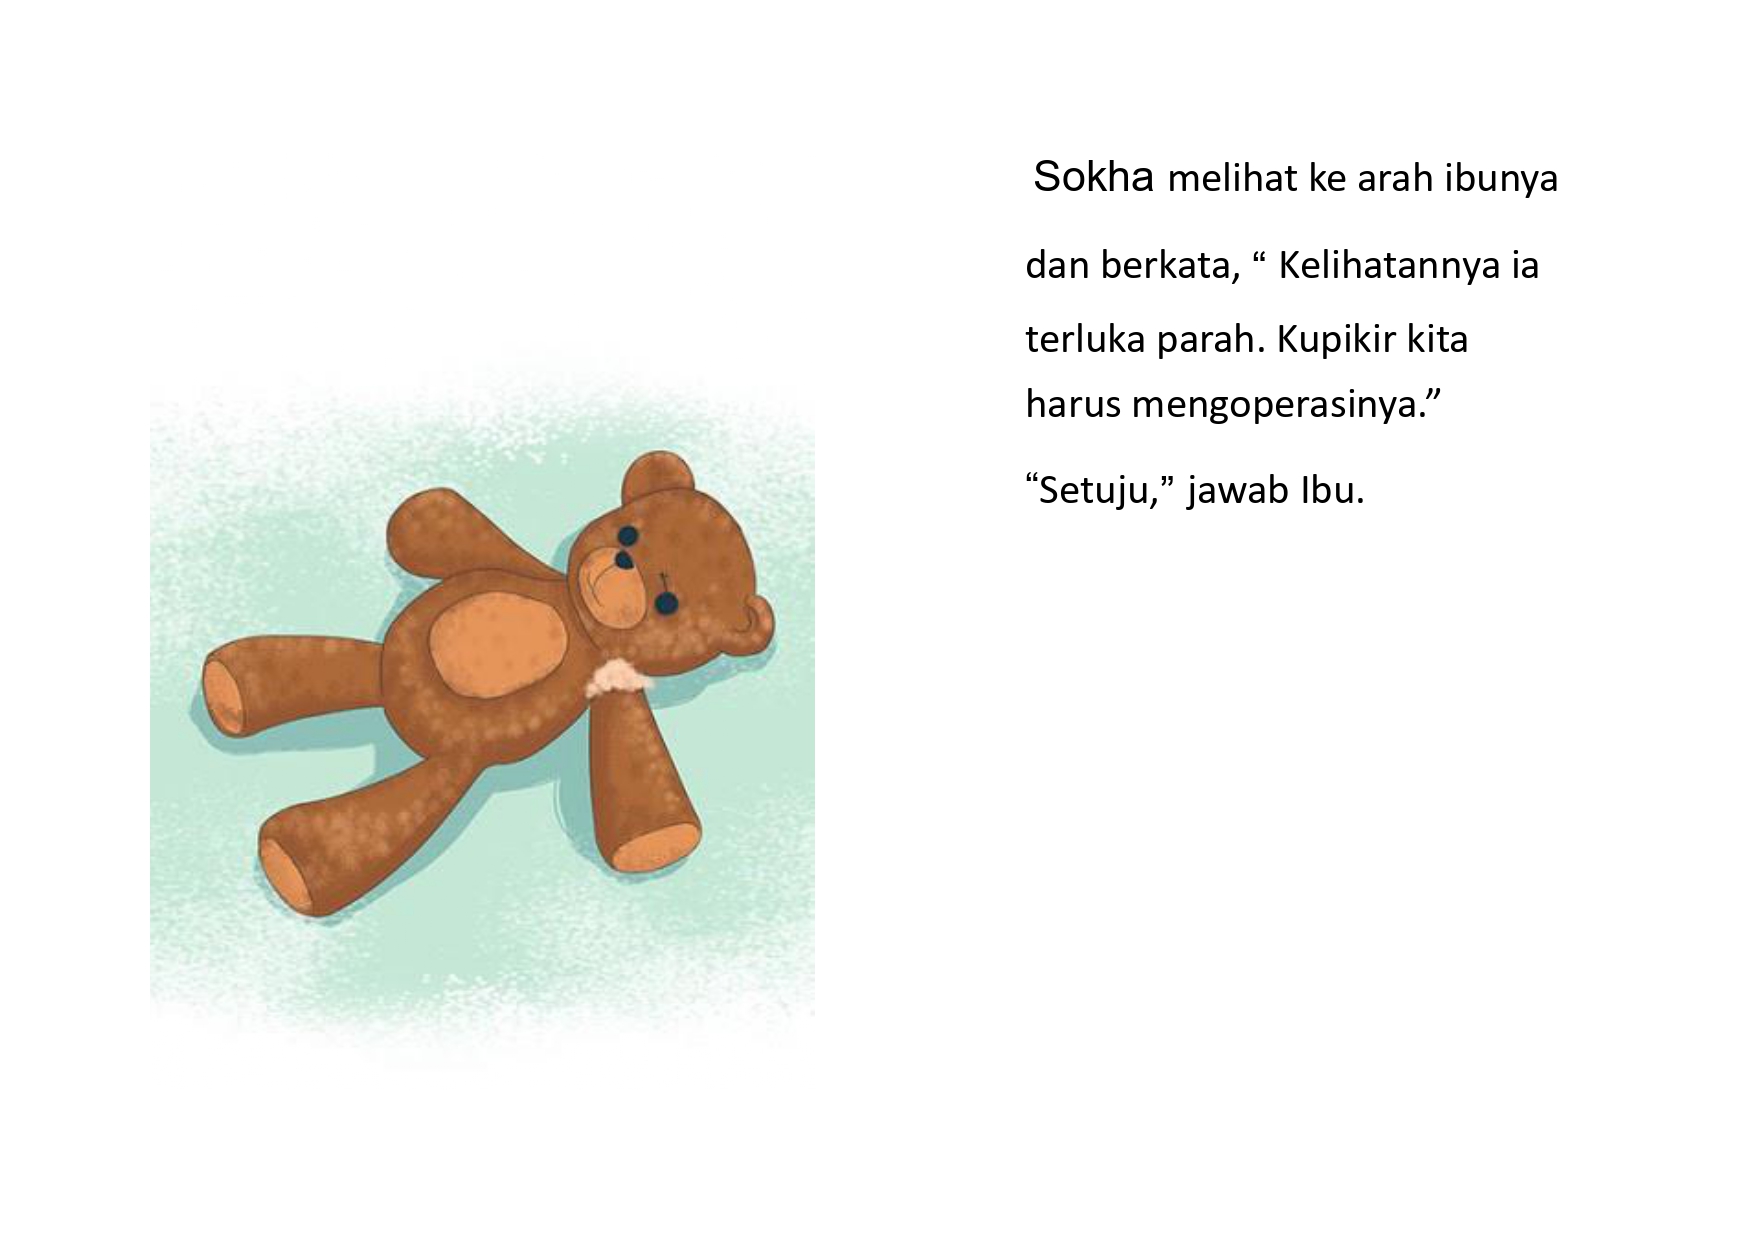 Sokha melihat ke arah ibunya
dan berkata, “ Kelihatannya ia
terluka parah. Kupikir kita
harus mengoperasinya.”
“Setuju,” jawab Ibu.